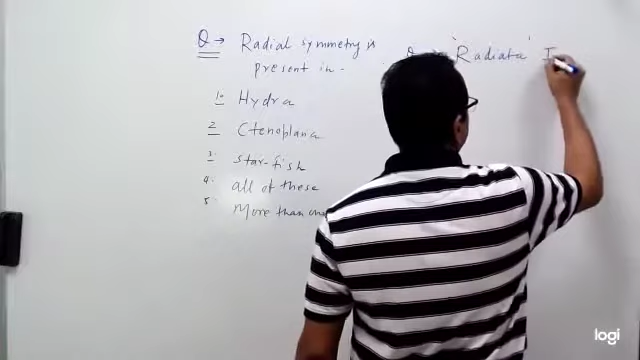 Q → Radial symmetry is
present in -
1. Hydra
2 Ctenoplana
3. Star-fish
4. all of these
5. More than
'Radiata' I
logi